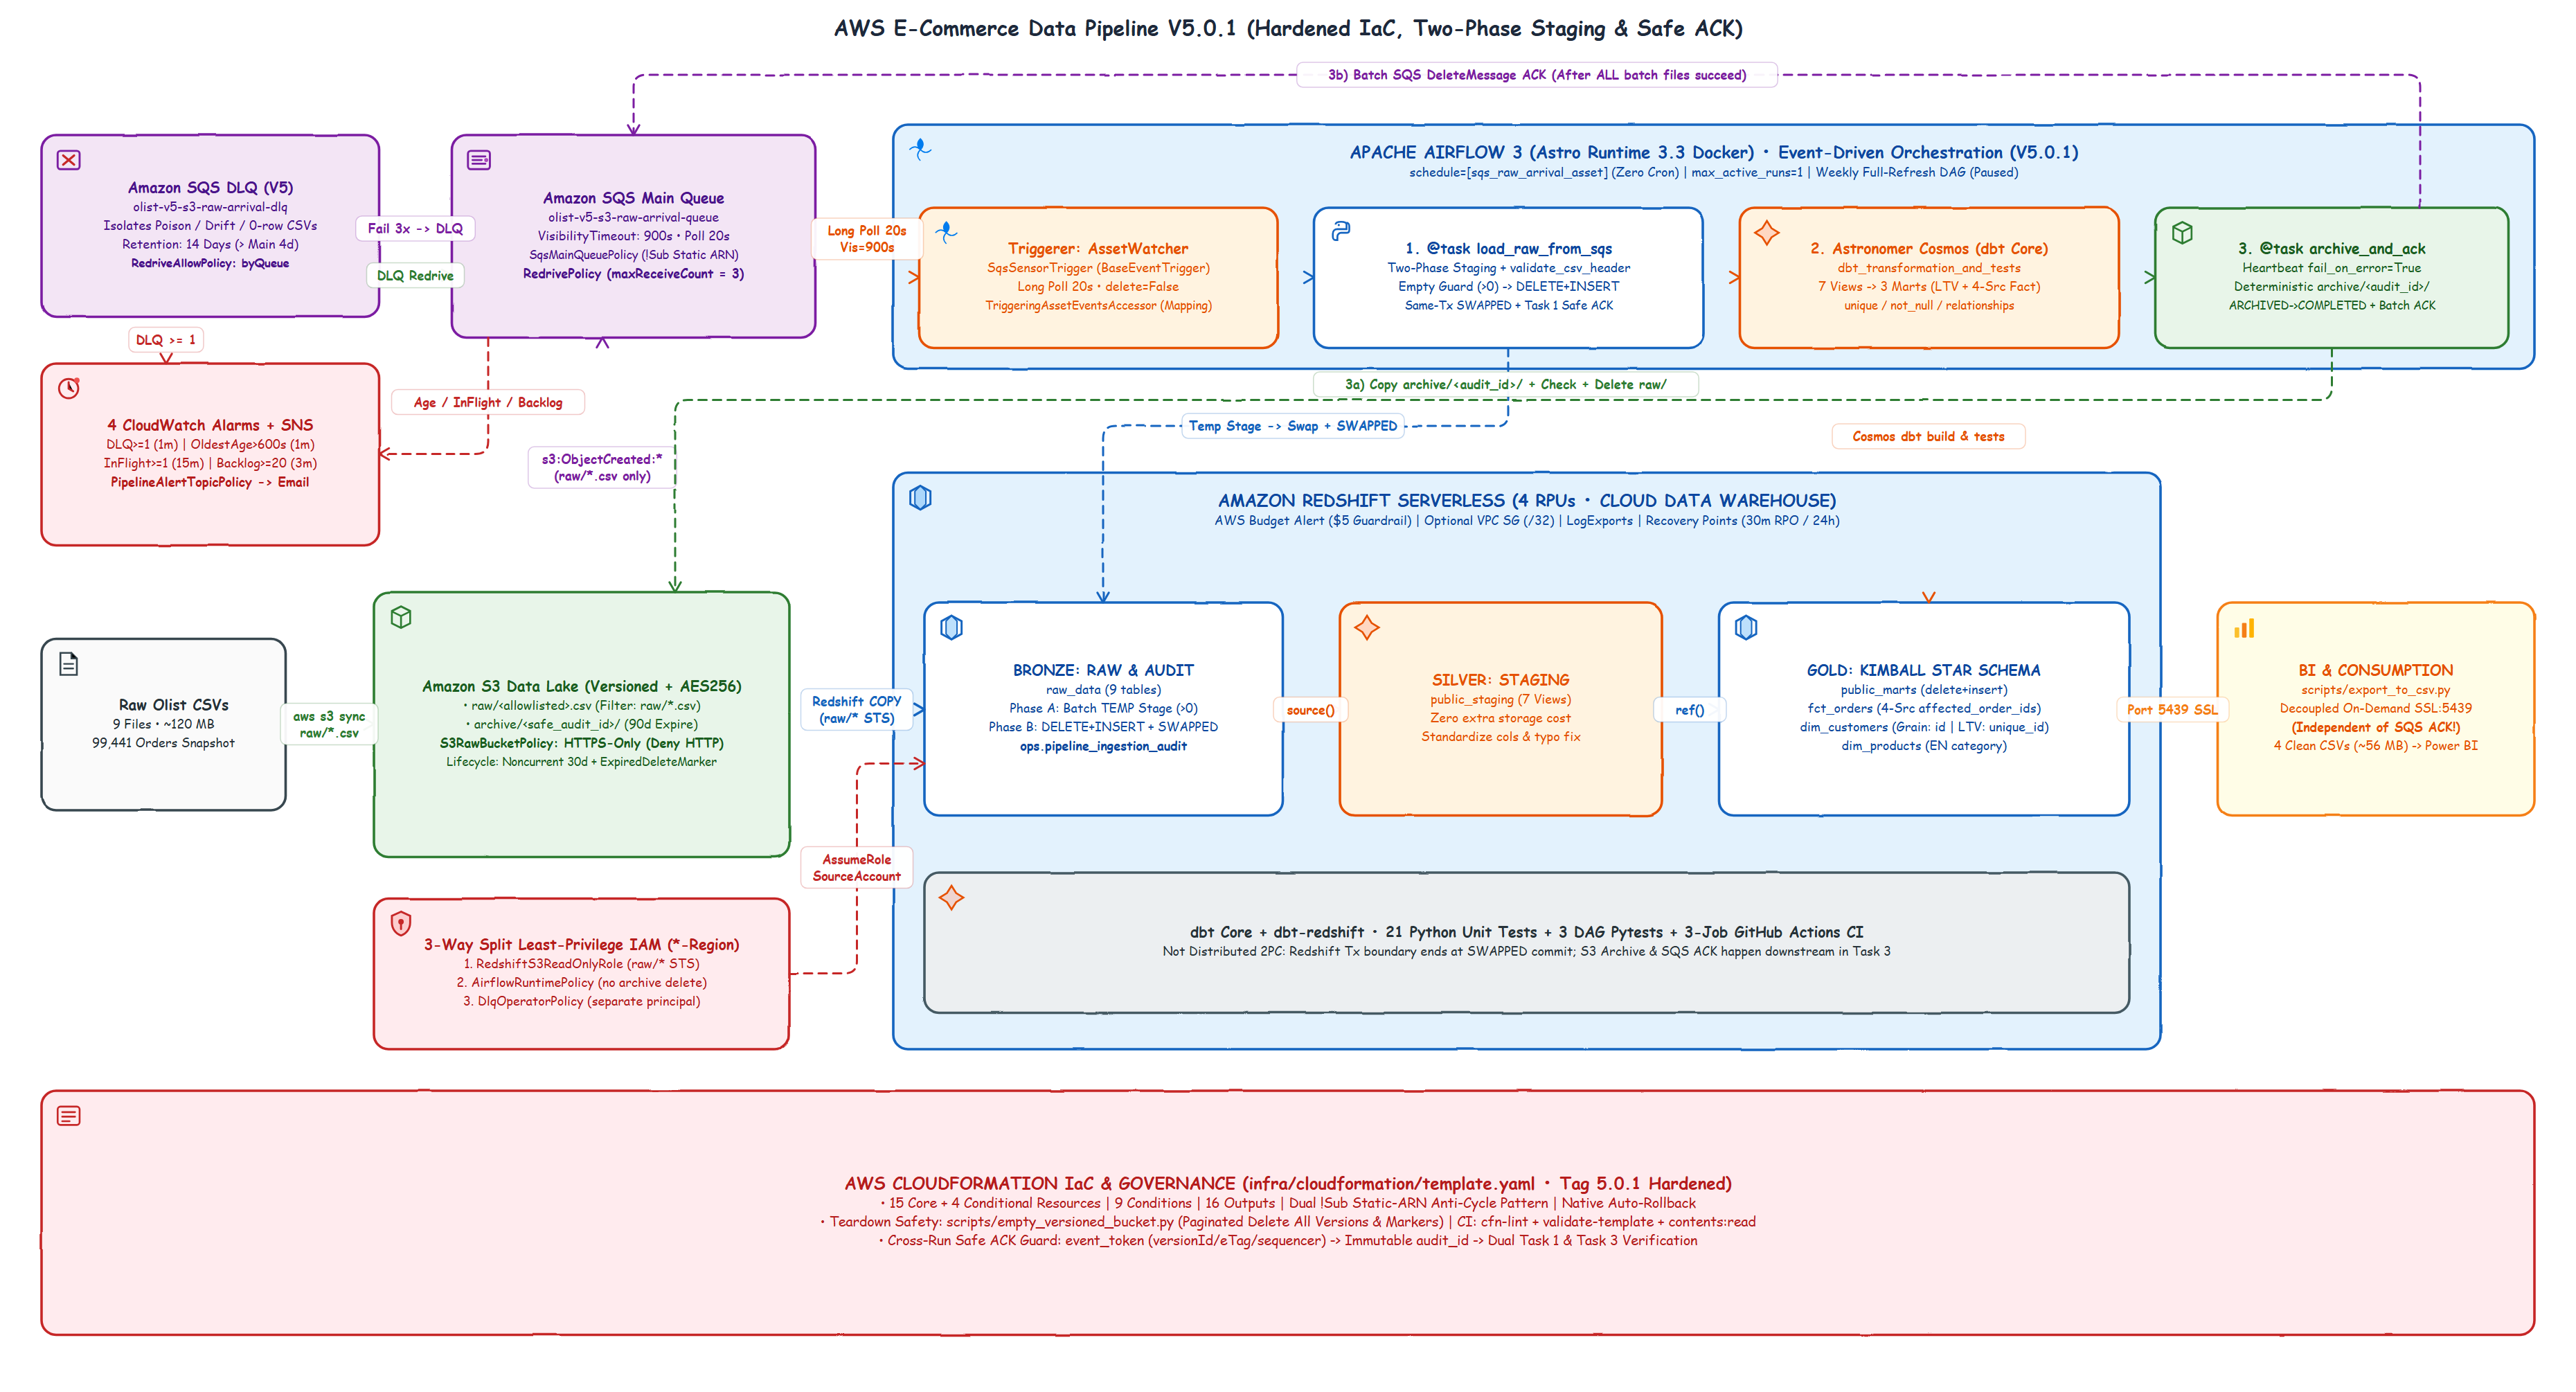 AWS E-Commerce Data Pipeline V5.0.1 (Hardened IaC, Two-Phase Staging & Safe ACK)
3b) Batch SQS DeleteMessage ACK (After ALL batch files succeed)
Amazon SQS DLQ (V5)
olist-v5-s3-raw-arrival-dlq
Isolates Poison / Drift / 0-row CSVs
Retention: 14 Days (> Main 4d)
RedriveAllowPolicy: byQueue
Fail 3x -> DLQ
DLQ Redrive
Amazon SQS Main Queue
olist-v5-s3-raw-arrival-queue
VisibilityTimeout: 900s • Poll 20s
SqsMainQueuePolicy (!Sub Static ARN)
RedrivePolicy (maxReceiveCount = 3)
Long Poll 20s
Vis=900s
APACHE AIRFLOW 3 (Astro Runtime 3.3 Docker) • Event-Driven Orchestration (V5.0.1)
schedule=[sqs_raw_arrival_asset] (Zero Cron) | max_active_runs=1 | Weekly Full-Refresh DAG (Paused)
Triggerer: AssetWatcher
SqsSensorTrigger (BaseEventTrigger)
Long Poll 20s • delete=False
TriggeringAssetEventsAccessor (Mapping)
1. @task load_raw_from_sqs
Two-Phase Staging + validate_csv_header
Empty Guard (>0) -> DELETE+INSERT
Same-Tx SWAPPED + Task 1 Safe ACK
2. Astronomer Cosmos (dbt Core)
dbt_transformation_and_tests
7 Views -> 3 Marts (LTV + 4-Src Fact)
unique / not_null / relationships
3. @task archive_and_ack
Heartbeat fail_on_error=True
Deterministic archive/<audit_id>/
ARCHIVED->COMPLETED + Batch ACK
DLQ >= 1
4 CloudWatch Alarms + SNS
DLQ>=1 (1m) | OldestAge>600s (1m)
InFlight>=1 (15m) | Backlog>=20 (3m)
PipelineAlertTopicPolicy -> Email
Age / InFlight / Backlog
s3:ObjectCreated:*
(raw/*.csv only)
3a) Copy archive/<audit_id>/ + Check + Delete raw/
Temp Stage -> Swap + SWAPPED
Cosmos dbt build & tests
AMAZON REDSHIFT SERVERLESS (4 RPUs • CLOUD DATA WAREHOUSE)
AWS Budget Alert ($5 Guardrail) | Optional VPC SG (/32) | LogExports | Recovery Points (30m RPO / 24h)
Raw Olist CSVs
9 Files • ~120 MB
99,441 Orders Snapshot
aws s3 sync
raw/*.csv
Amazon S3 Data Lake (Versioned + AES256)
• raw/<allowlisted>.csv (Filter: raw/*.csv)
• archive/<safe_audit_id>/ (90d Expire)
S3RawBucketPolicy: HTTPS-Only (Deny HTTP)
Lifecycle: Noncurrent 30d + ExpiredDeleteMarker
Redshift COPY
(raw/* STS)
BRONZE: RAW & AUDIT
raw_data (9 tables)
Phase A: Batch TEMP Stage (>0)
Phase B: DELETE+INSERT + SWAPPED
ops.pipeline_ingestion_audit
source()
SILVER: STAGING
public_staging (7 Views)
Zero extra storage cost
Standardize cols & typo fix
ref()
GOLD: KIMBALL STAR SCHEMA
public_marts (delete+insert)
fct_orders (4-Src affected_order_ids)
dim_customers (Grain: id | LTV: unique_id)
dim_products (EN category)
Port 5439 SSL
BI & CONSUMPTION
scripts/export_to_csv.py
Decoupled On-Demand SSL:5439
(Independent of SQS ACK!)
4 Clean CSVs (~56 MB) -> Power BI
AssumeRole
SourceAccount
3-Way Split Least-Privilege IAM (*-Region)
1. RedshiftS3ReadOnlyRole (raw/* STS)
2. AirflowRuntimePolicy (no archive delete)
3. DlqOperatorPolicy (separate principal)
dbt Core + dbt-redshift • 21 Python Unit Tests + 3 DAG Pytests + 3-Job GitHub Actions CI
Not Distributed 2PC: Redshift Tx boundary ends at SWAPPED commit; S3 Archive & SQS ACK happen downstream in Task 3
AWS CLOUDFORMATION IaC & GOVERNANCE (infra/cloudformation/template.yaml • Tag 5.0.1 Hardened)
• 15 Core + 4 Conditional Resources | 9 Conditions | 16 Outputs | Dual !Sub Static-ARN Anti-Cycle Pattern | Native Auto-Rollback
• Teardown Safety: scripts/empty_versioned_bucket.py (Paginated Delete All Versions & Markers) | CI: cfn-lint + validate-template + contents:read
• Cross-Run Safe ACK Guard: event_token (versionId/eTag/sequencer) -> Immutable audit_id -> Dual Task 1 & Task 3 Verification